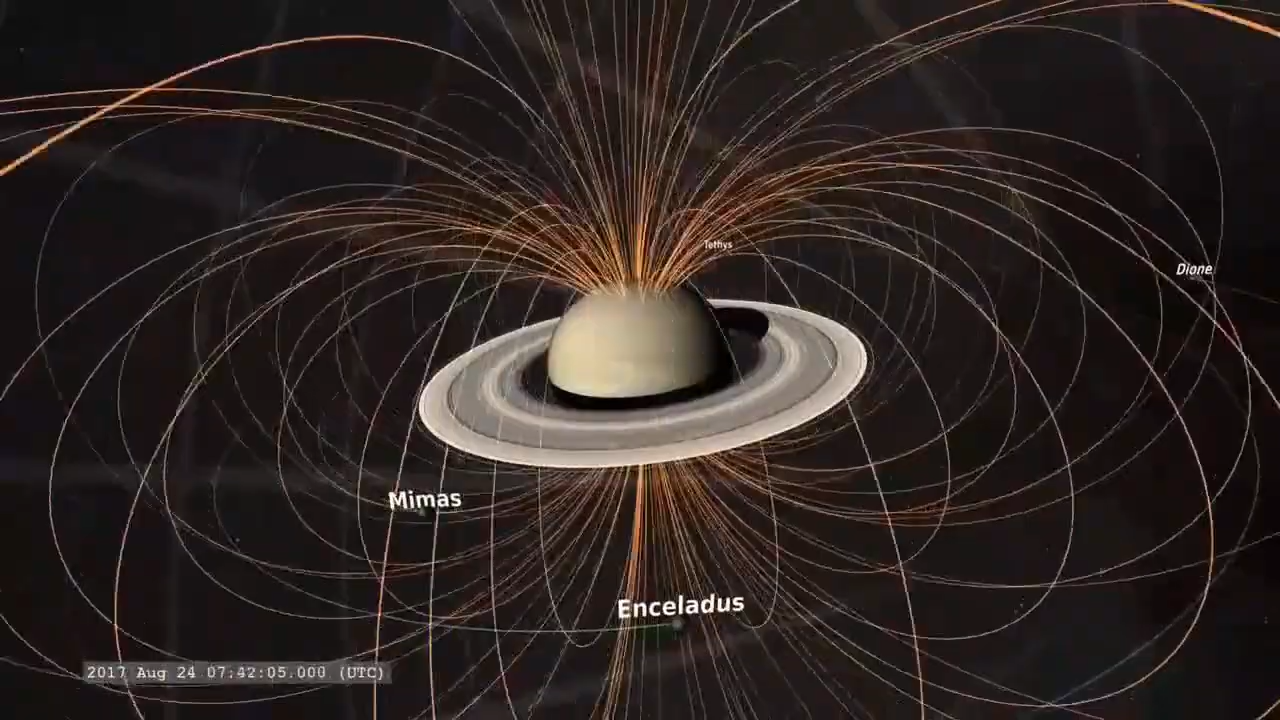 Tethys
Dione
Mimas
Enceladus
2017 Aug 24 07:42:05.000 (UTC)